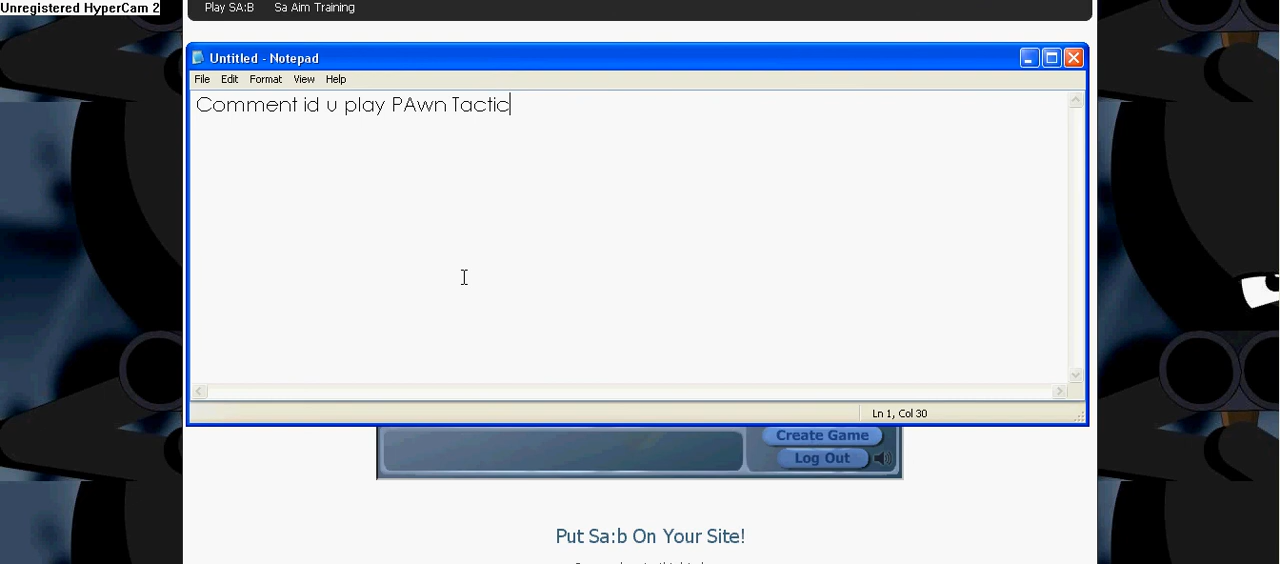 Unregistered HyperCam 2
Play SA:B Sa Aim Training
Untitled - Notepad
File Edit Format View Help
Comment id u play PAwn Tactic
Ln 1, Col 30
Create Game
Log Out
Put Sa:b On Your Site!